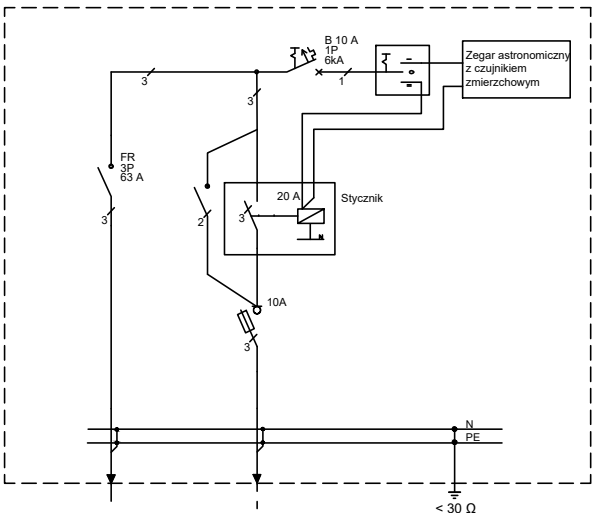 B 10 A
1P
6kA
3
1
Zegar astronomiczny
z czujnikiem
zmierzchowym
3
FR
3P
63 A
3
20 A
Stycznik
2
3
N
10A
3
N
PE
< 30 Ω